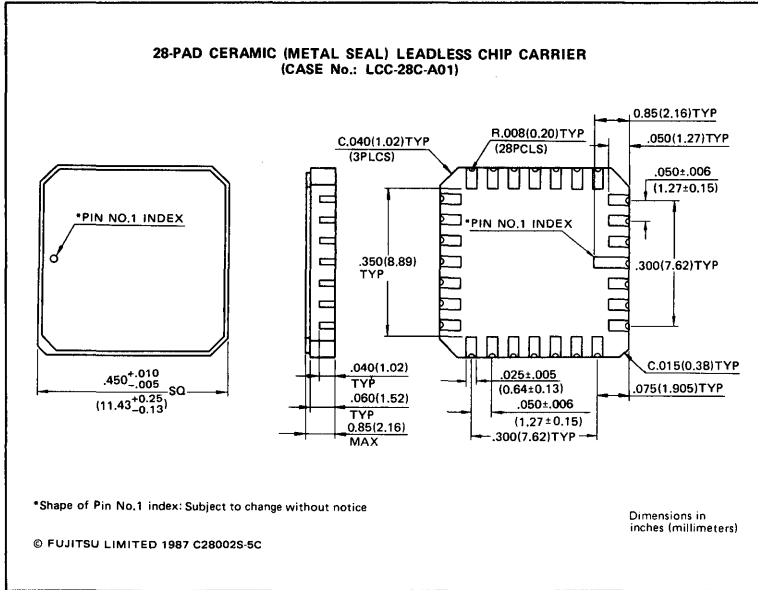 28-PAD CERAMIC (METAL SEAL) LEADLESS CHIP CARRIER
(CASE No.: LCC-28C-A01)
0.85(2.16)TYP
C.040(1.02)TYP
(3PLCS)
R.008(0.20)TYP
(28PCLS)
.050(1.27)TYP
.050±.006
(1.27±0.15)
*PIN NO.1 INDEX
*PIN NO.1 INDEX
.350(8.89)
TYP
.300(7.62)TYP
.450+.010 -.005 SQ
(11.43+0.25 -0.13)
.040(1.02)
TYP
.060(1.52)
TYP
0.85(2.16)
MAX
.025±.005
(0.64±0.13)
.050±.006
(1.27±0.15)
.300(7.62)TYP
C.015(0.38)TYP
.075(1.905)TYP
*Shape of Pin No.1 index: Subject to change without notice
Dimensions in
inches (millimeters)
© FUJITSU LIMITED 1987 C28002S-5C